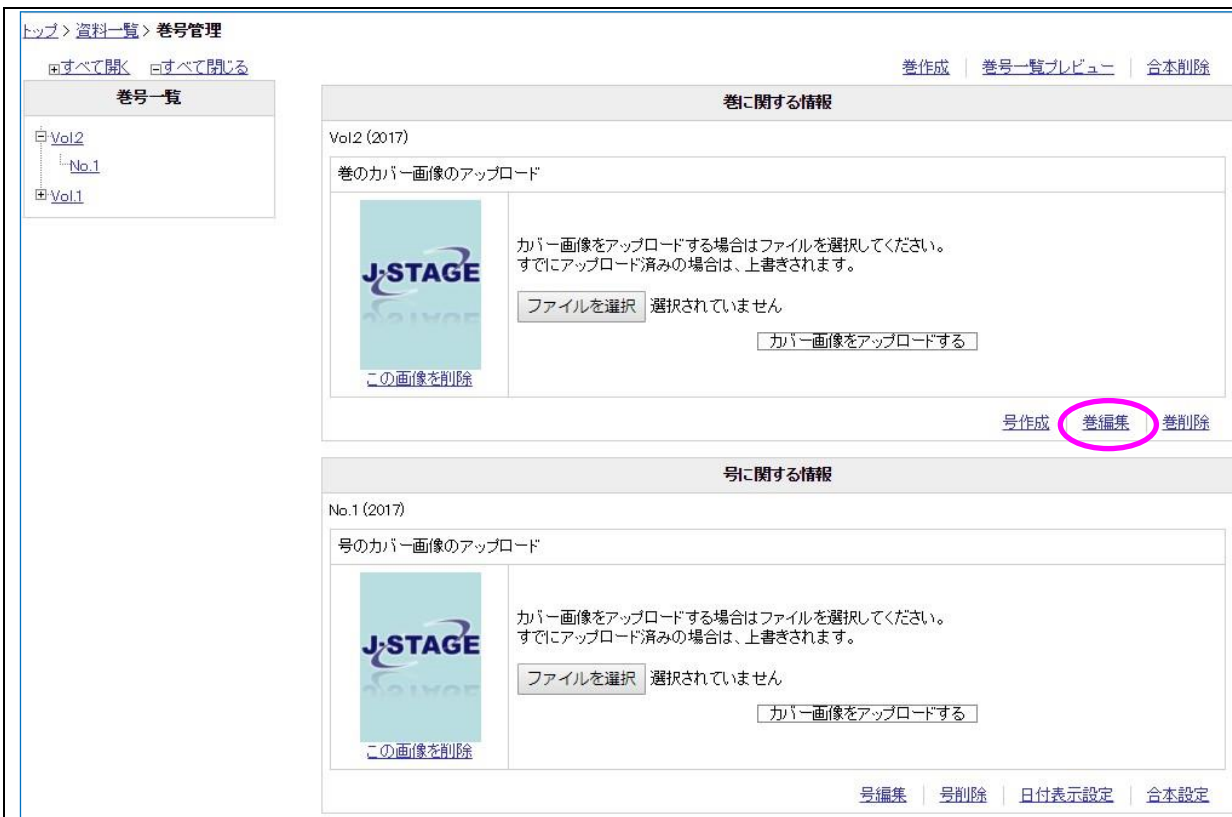 トップ > 資料一覧 > 巻号管理
すべて開く すべて閉じる
巻作成 | 巻号一覧プレビュー | 合本削除
巻号一覧
Vol.2
No.1
Vol.1
巻に関する情報
Vol.2 (2017)
巻のカバー画像のアップロード
J-STAGE
この画像を削除
カバー画像をアップロードする場合はファイルを選択してください。
すでにアップロード済みの場合は、上書きされます。
ファイルを選択 選択されていません
カバー画像をアップロードする
号作成 | 巻編集 | 巻削除
号に関する情報
No.1 (2017)
号のカバー画像のアップロード
J-STAGE
この画像を削除
カバー画像をアップロードする場合はファイルを選択してください。
すでにアップロード済みの場合は、上書きされます。
ファイルを選択 選択されていません
カバー画像をアップロードする
号編集 | 号削除 | 日付表示設定 | 合本設定